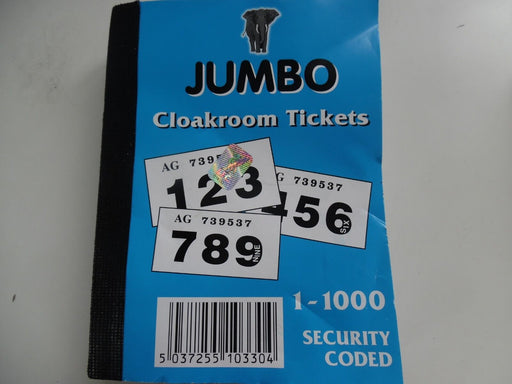 JUMBO
Cloakroom Tickets
AG 739
123
AG 739537
456
SIX
AG 739537
789
NINE
1-1000
SECURITY
CODED
5 037255 103304